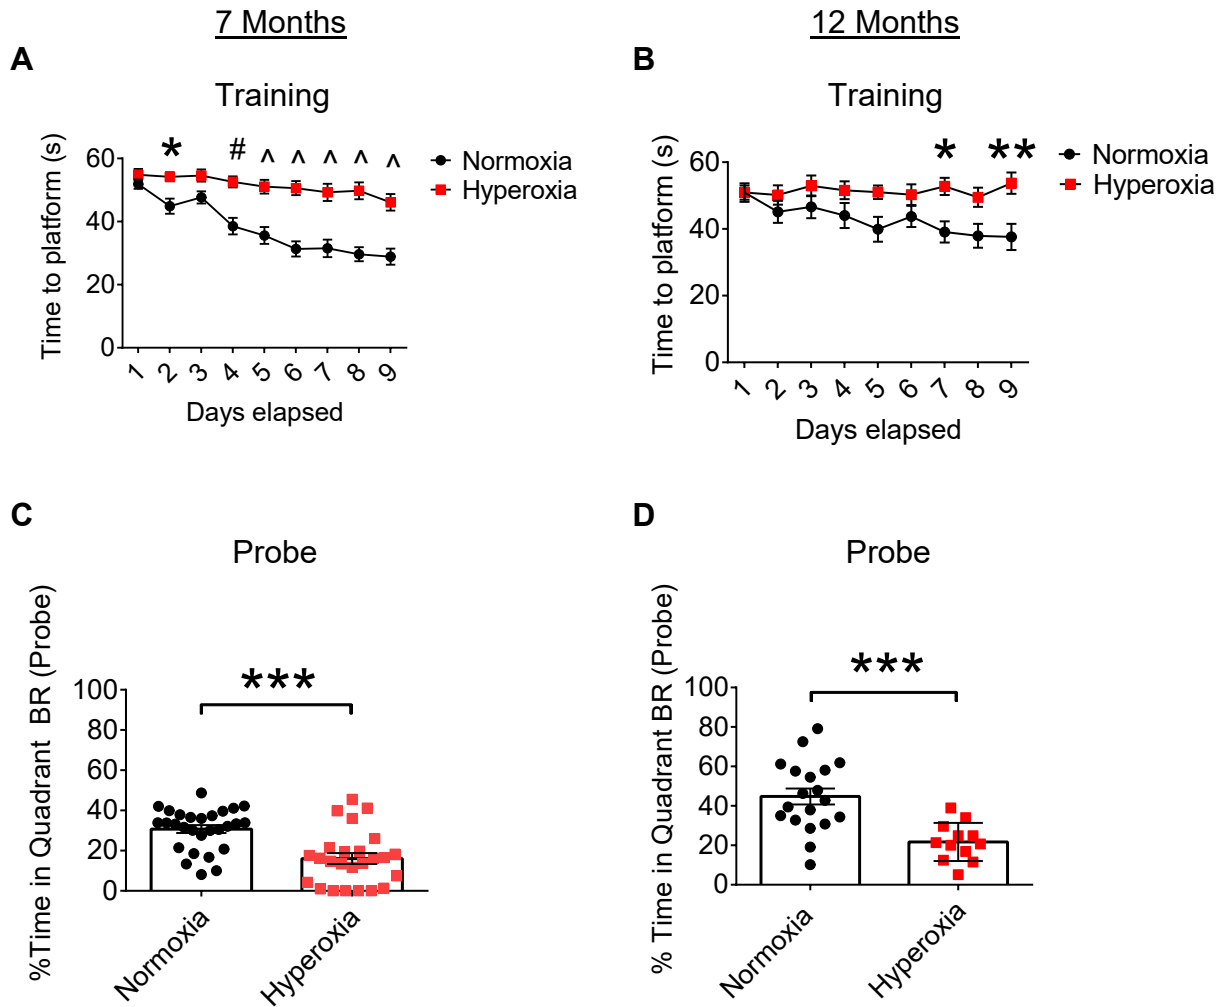 7 Months
12 Months
A
B
Training
Training
Time to platform (s)
60
40
20
0
* # ^ ^ ^ ^ ^
Normoxia
Hyperoxia
1 2 3 4 5 6 7 8 9
Days elapsed
Time to platform (s)
60
40
20
0
* **
Normoxia
Hyperoxia
1 2 3 4 5 6 7 8 9
Days elapsed
C
D
Probe
Probe
%Time in Quadrant BR (Probe)
100
80
60
40
20
0
***
Normoxia
Hyperoxia
% Time in Quadrant BR (Probe)
100
80
60
40
20
0
***
Normoxia
Hyperoxia